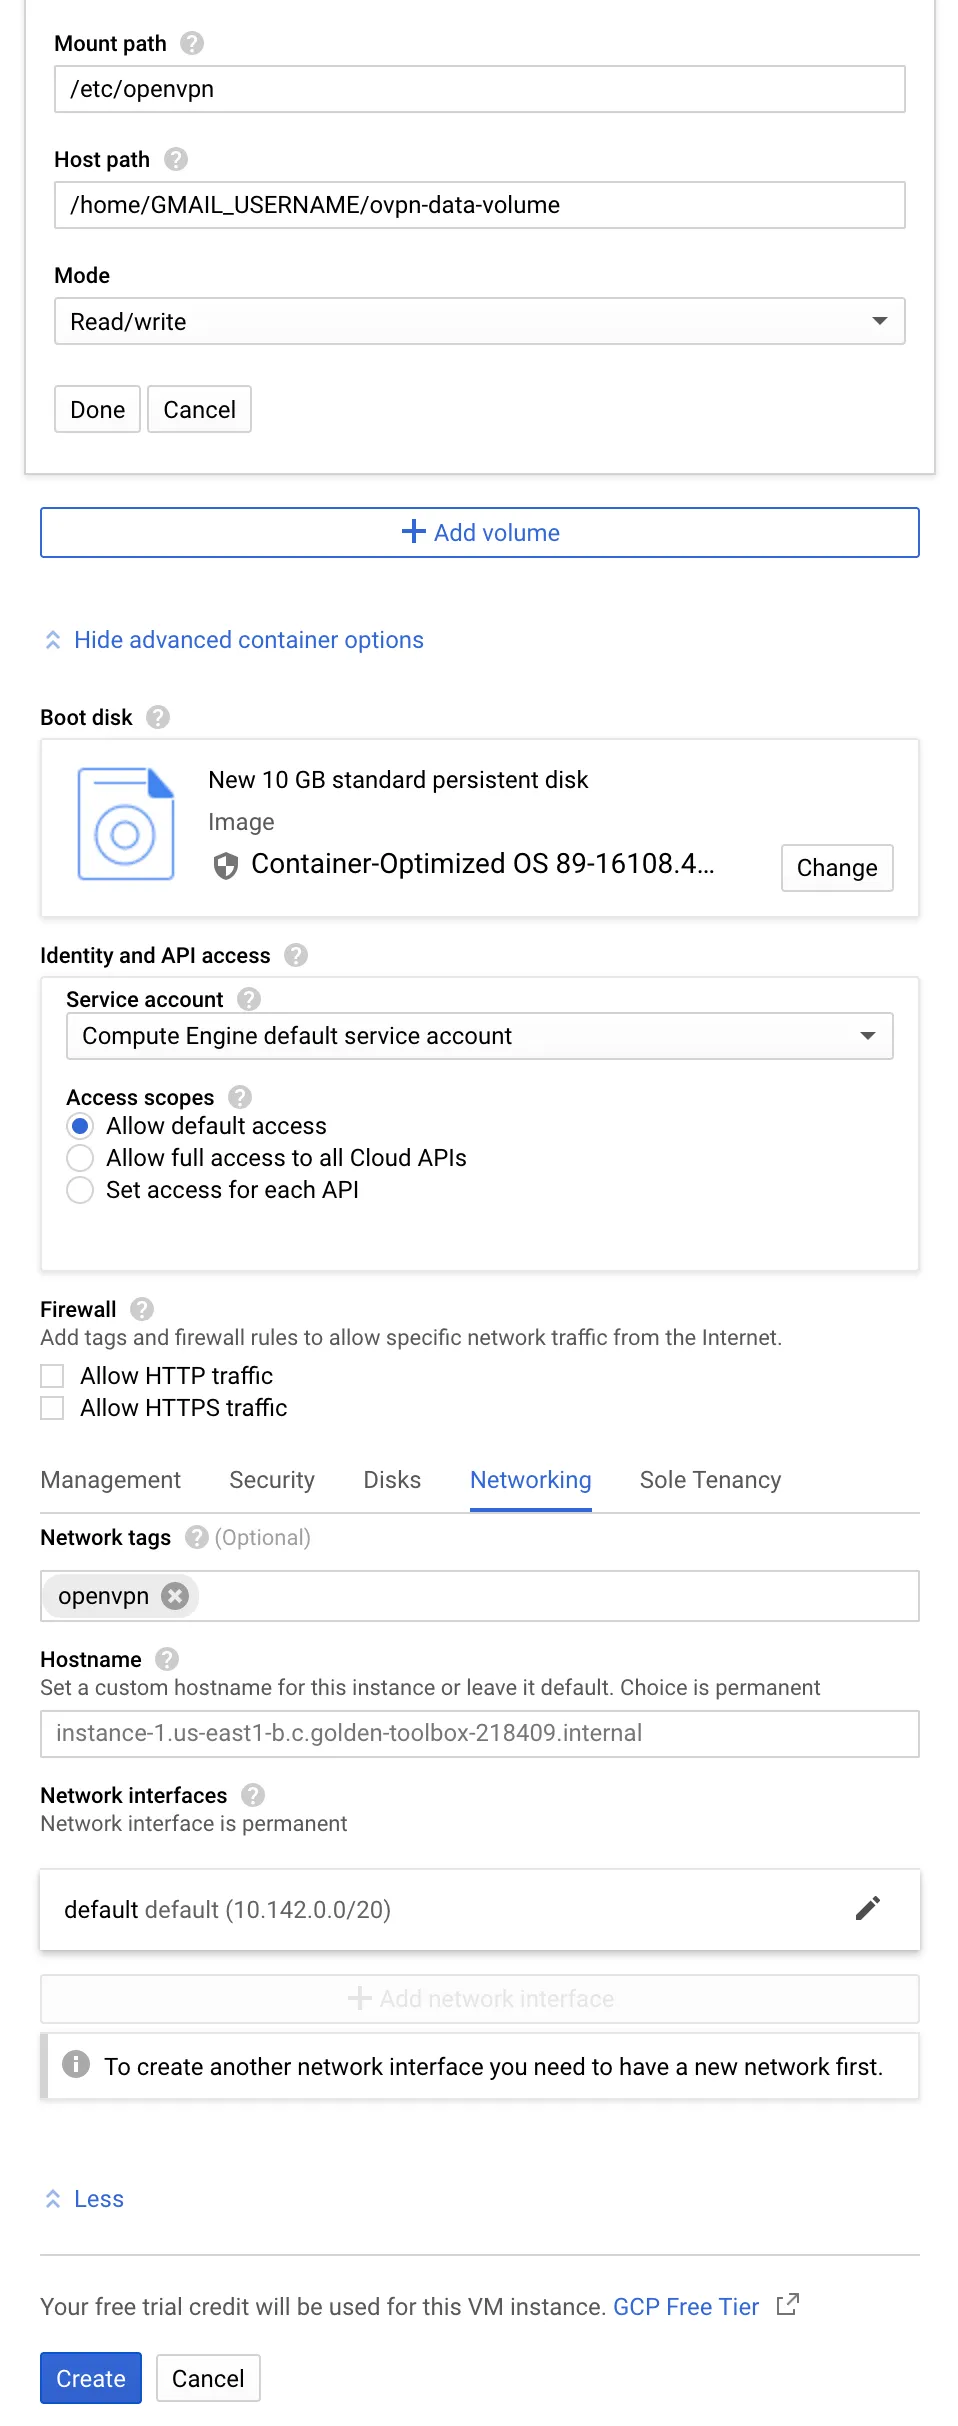 Mount path
/etc/openvpn
Host path
/home/GMAIL_USERNAME/ovpn-data-volume
Mode
Read/write
Done Cancel
Add volume
Hide advanced container options
Boot disk
New 10 GB standard persistent disk
Image
Container-Optimized OS 89-16108.4...
Change
Identity and API access
Service account
Compute Engine default service account
Access scopes
Allow default access
Allow full access to all Cloud APIs
Set access for each API
Firewall
Add tags and firewall rules to allow specific network traffic from the Internet.
Allow HTTP traffic
Allow HTTPS traffic
Management Security Disks Networking Sole Tenancy
Network tags (Optional)
openvpn
Hostname
Set a custom hostname for this instance or leave it default. Choice is permanent
instance-1.us-east1-b.c.golden-toolbox-218409.internal
Network interfaces
Network interface is permanent
default default (10.142.0.0/20)
Add network interface
To create another network interface you need to have a new network first.
Less
Your free trial credit will be used for this VM instance. GCP Free Tier
Create Cancel